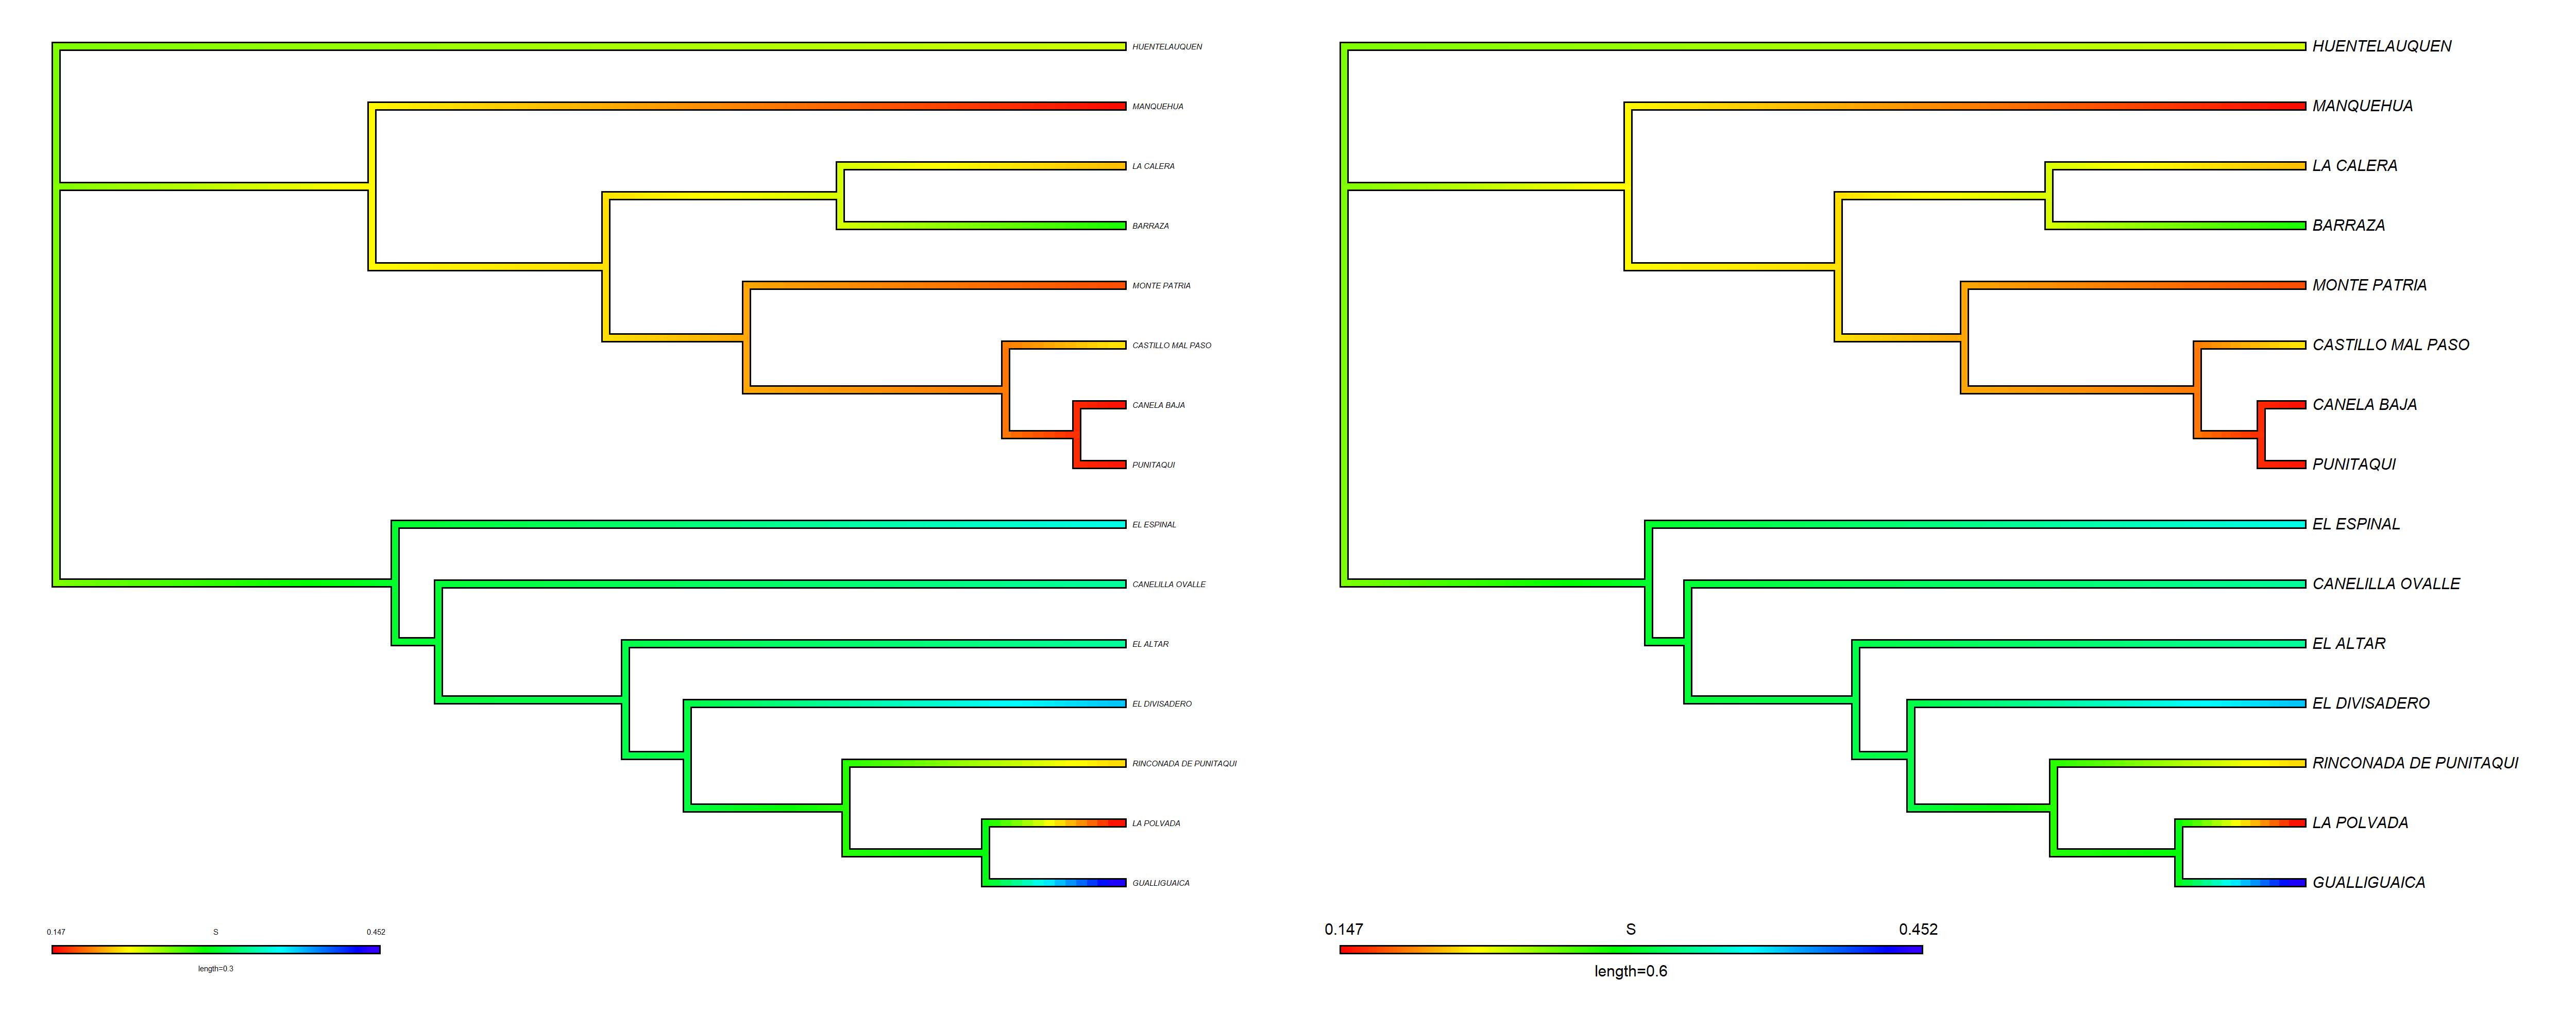 HUENTELAUQUEN
MANQUEHUA
LA CALERA
BARRAZA
MONTE PATRIA
CASTILLO MAL PASO
CANELA BAJA
PUNITAQUI
EL ESPINAL
CANELILLA OVALLE
EL ALTAR
EL DIVISADERO
RINCONADA DE PUNITAQUI
LA POLVADA
GUALLIGUAICA
0.147 S 0.452
length=0.3
HUENTELAUQUEN
MANQUEHUA
LA CALERA
BARRAZA
MONTE PATRIA
CASTILLO MAL PASO
CANELA BAJA
PUNITAQUI
EL ESPINAL
CANELILLA OVALLE
EL ALTAR
EL DIVISADERO
RINCONADA DE PUNITAQUI
LA POLVADA
GUALLIGUAICA
0.147 S 0.452
length=0.6